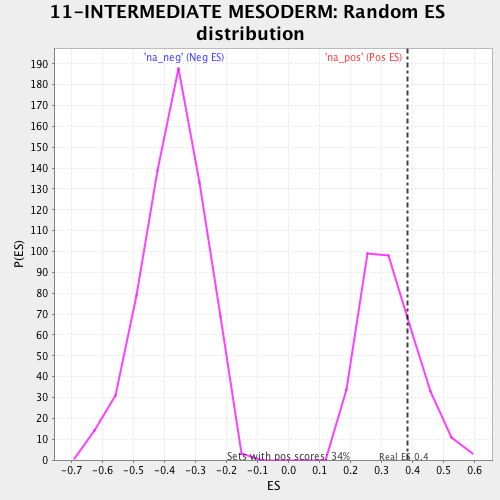 11-INTERMEDIATE MESODERM: Random ES
distribution
'na_neg' (Neg ES)
'na_pos' (Pos ES)
190
180
170
160
150
140
130
120
110
100
90
80
70
60
50
40
30
20
10
0
P(ES)
Sets with pos scores: 34%
Real ES 0.4
-0.7 -0.6 -0.5 -0.4 -0.3 -0.2 -0.1 0.0 0.1 0.2 0.3 0.4 0.5 0.6
ES